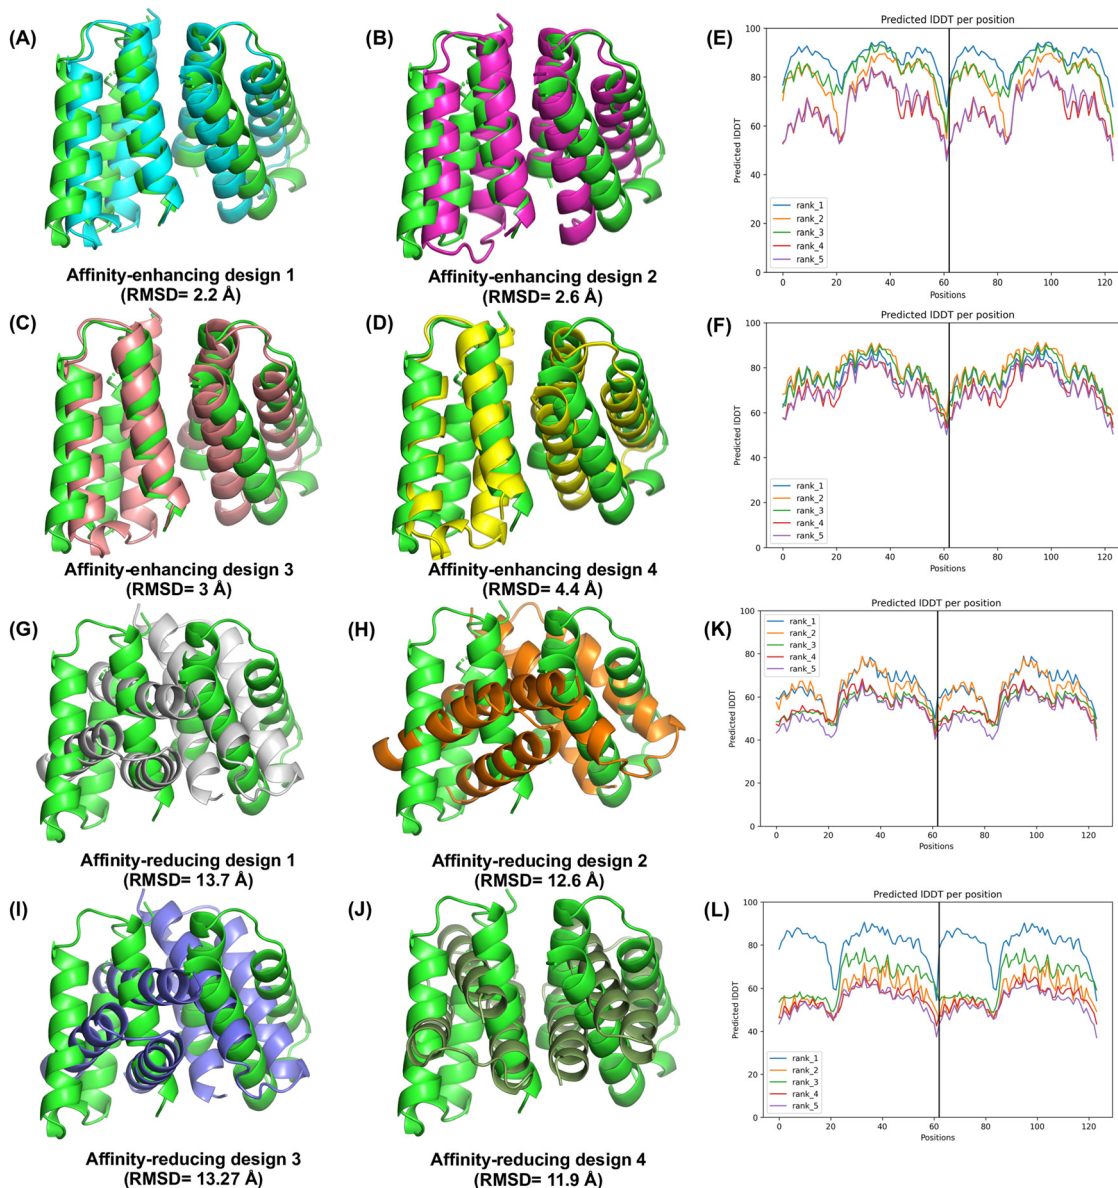 (A)
(B)
(E)
Affinity-enhancing design 1
(RMSD= 2.2 Å)
Affinity-enhancing design 2
(RMSD= 2.6 Å)
Predicted lDDT per position
100
80
60
40
20
0
Predicted lDDT
rank_1
rank_2
rank_3
rank_4
rank_5
0
20
40
60
80
100
120
Positions
(C)
(D)
(F)
Affinity-enhancing design 3
(RMSD= 3 Å)
Affinity-enhancing design 4
(RMSD= 4.4 Å)
Predicted lDDT per position
100
80
60
40
20
0
Predicted lDDT
rank_1
rank_2
rank_3
rank_4
rank_5
0
20
40
60
80
100
120
Positions
(G)
(H)
(K)
Affinity-reducing design 1
(RMSD= 13.7 Å)
Affinity-reducing design 2
(RMSD= 12.6 Å)
Predicted lDDT per position
100
80
60
40
20
0
Predicted lDDT
rank_1
rank_2
rank_3
rank_4
rank_5
0
20
40
60
80
100
120
Positions
(I)
(J)
(L)
Affinity-reducing design 3
(RMSD= 13.27 Å)
Affinity-reducing design 4
(RMSD= 11.9 Å)
Predicted lDDT per position
100
80
60
40
20
0
Predicted lDDT
rank_1
rank_2
rank_3
rank_4
rank_5
0
20
40
60
80
100
120
Positions